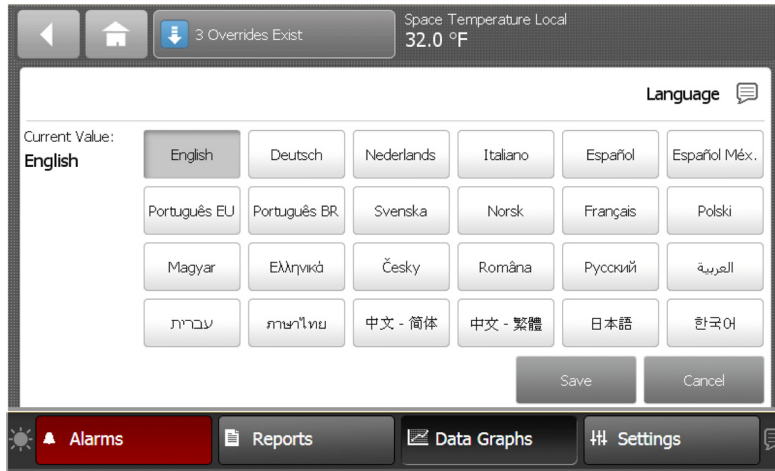 3 Overrides Exist
Space Temperature Local
32.0 °F
Language
Current Value:
English
English Deutsch Nederlands Italiano Español Español Méx.
Português EU Português BR Svenska Norsk Français Polski
Magyar Ελληνικά Česky Româna Русский العربية
עברית ภาษาไทย 中文 - 简体 中文 - 繁體 日本語 한국어
Save Cancel
Alarms Reports Data Graphs Settings